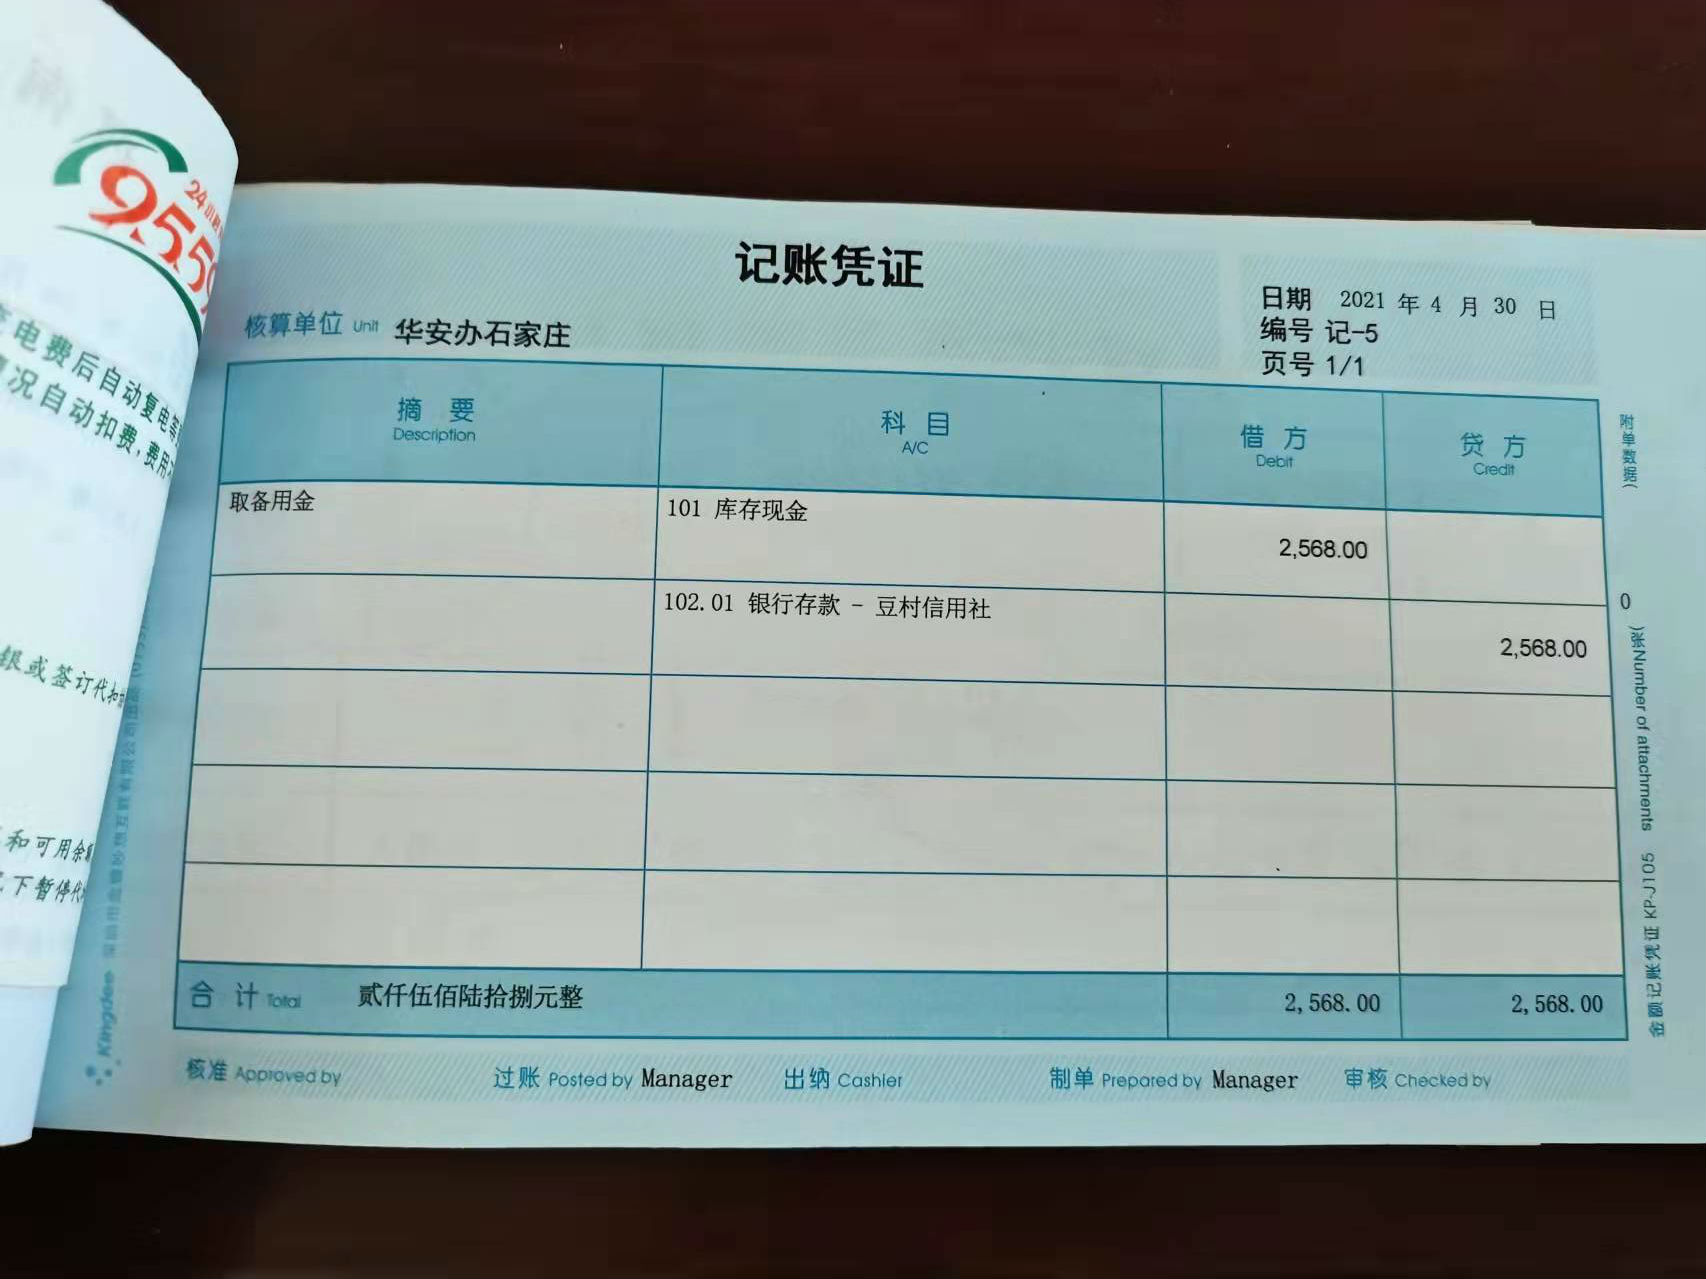 24小时
955
电费后自动复电等
况自动扣费,费用
银或签订代扣
和可用余额
下暂停代
记账凭证
核算单位 Unit 华安办石家庄
日期 2021 年 4 月 30 日
编号 记-5
页号 1/1
摘 要 科 目 借 方 贷 方
Description A/C Debit Credit
取备用金 101 库存现金 2,568.00
102.01 银行存款 - 豆村信用社 2,568.00
合 计 Total 贰仟伍佰陆拾捌元整 2,568.00 2,568.00
核准 Approved by 过账 Posted by Manager 出纳 Cashier 制单 Prepared by Manager 审核 Checked by
附单数据( 0 )张Number of attachments
金额记账凭证 KP-J105
Kingdee